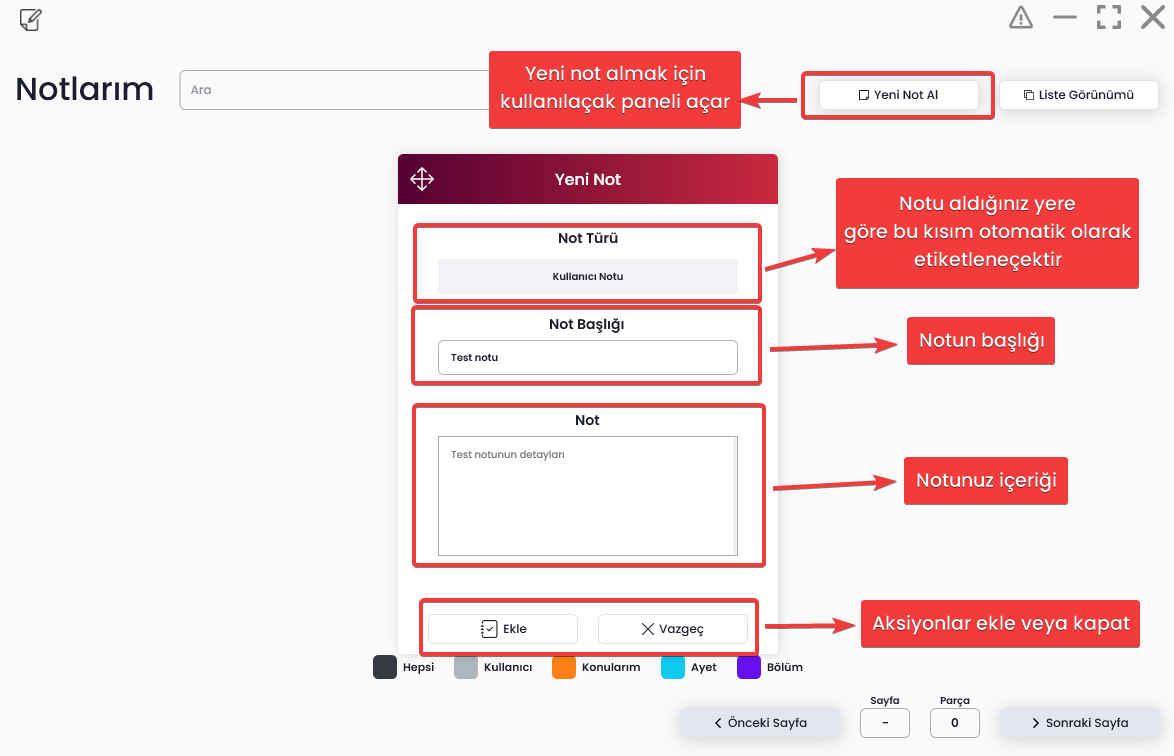 Notlarım
Ara
Yeni not almak için
kullanılaçak paneli açar
Yeni Not Al
Liste Görünümü
Yeni Not
Not Türü
Kullanıcı Notu
Notu aldığınız yere
göre bu kısım otomatik olarak
etiketleneçektir
Not Başlığı
Test notu
Notun başlığı
Not
Test notunun detayları
Notunuz içeriği
Ekle
Vazgeç
Aksiyonlar ekle veya kapat
Hepsi
Kullanıcı
Konularım
Ayet
Bölüm
Önceki Sayfa
Sayfa
-
Parça
0
Sonraki Sayfa